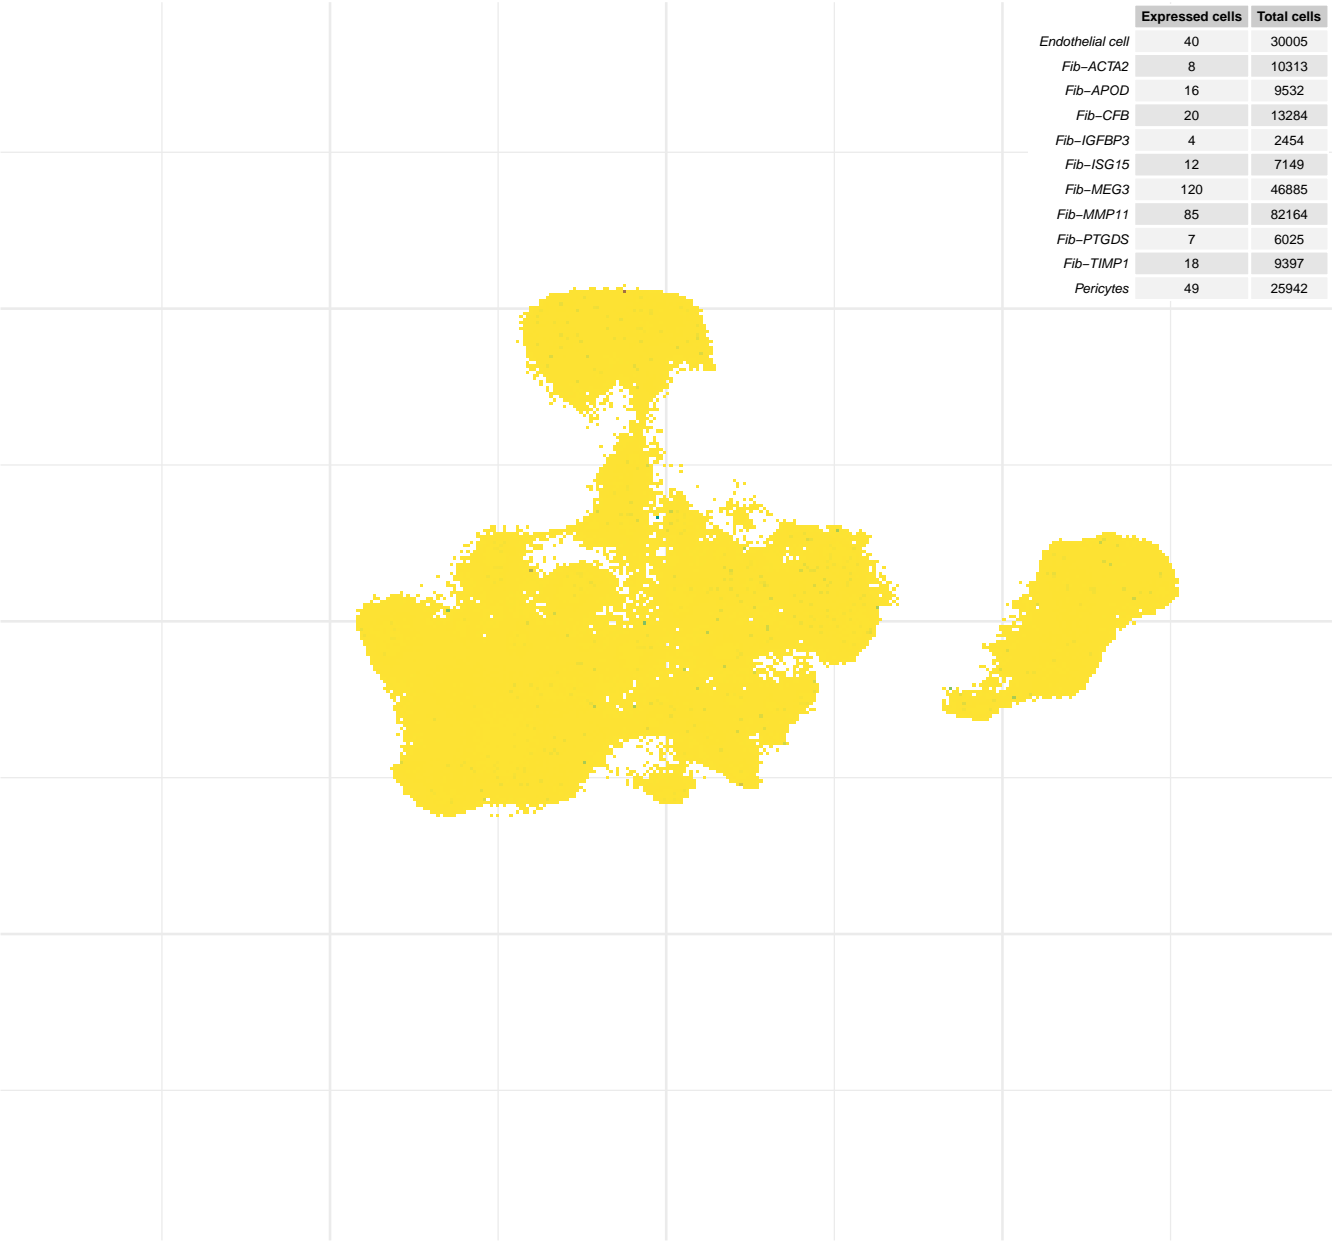 Expressed cells Total cells
Endothelial cell 40 30005
Fib−ACTA2 8 10313
Fib−APOD 16 9532
Fib−CFB 20 13284
Fib−IGFBP3 4 2454
Fib−ISG15 12 7149
Fib−MEG3 120 46885
Fib−MMP11 85 82164
Fib−PTGDS 7 6025
Fib−TIMP1 18 9397
Pericytes 49 25942